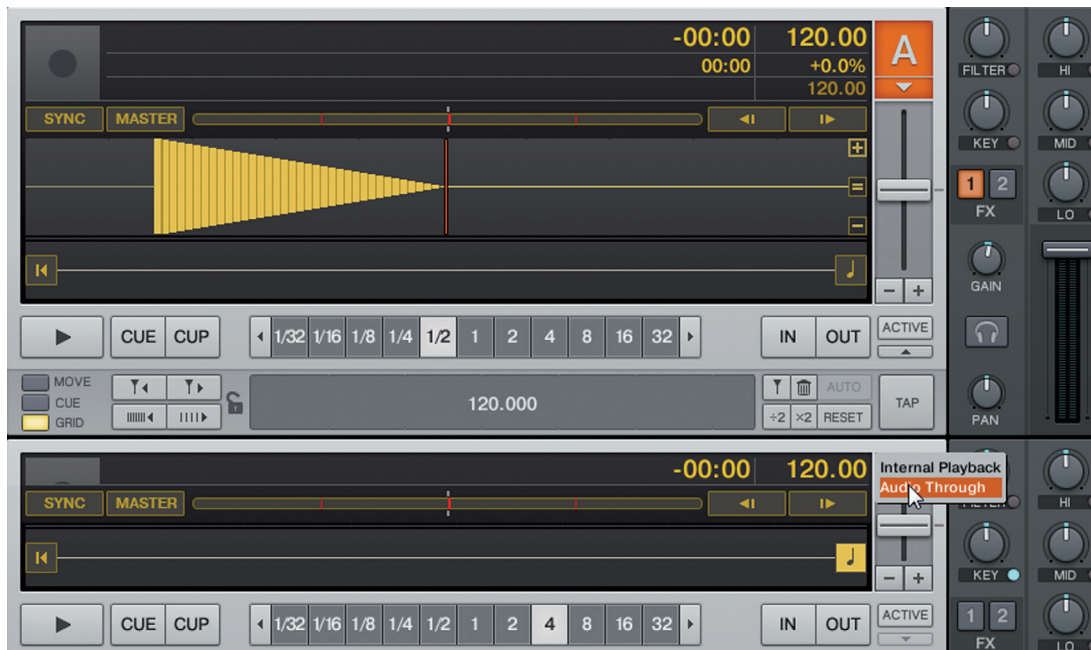 -00:00 120.00 A
00:00 +0.0%
120.00
FILTER HI
SYNC MASTER
KEY MID
1 2
FX
LO
GAIN
CUE CUP 1/32 1/16 1/8 1/4 1/2 1 2 4 8 16 32 IN OUT ACTIVE
MOVE
CUE
GRID
120.000
AUTO
÷2 ×2 RESET
TAP
PAN
-00:00 120.00
Internal Playback
Audio Through
SYNC MASTER
FILTER HI
KEY MID
CUE CUP 1/32 1/16 1/8 1/4 1/2 1 2 4 8 16 32 IN OUT ACTIVE
1 2
FX
LO